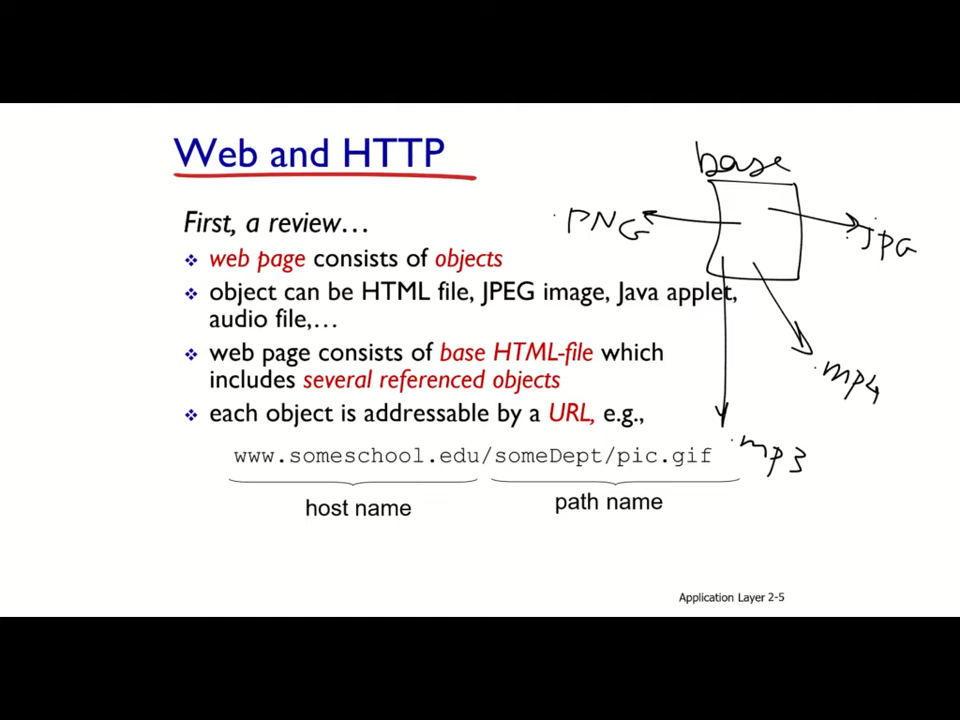 Web and HTTP
First, a review…
❖ web page consists of objects
❖ object can be HTML file, JPEG image, Java applet,
audio file,…
❖ web page consists of base HTML-file which
includes several referenced objects
❖ each object is addressable by a URL, e.g.,
www.someschool.edu/someDept/pic.gif
host name
path name
base
.PNG
.jpG
.mp4
.mp3
Application Layer 2-5